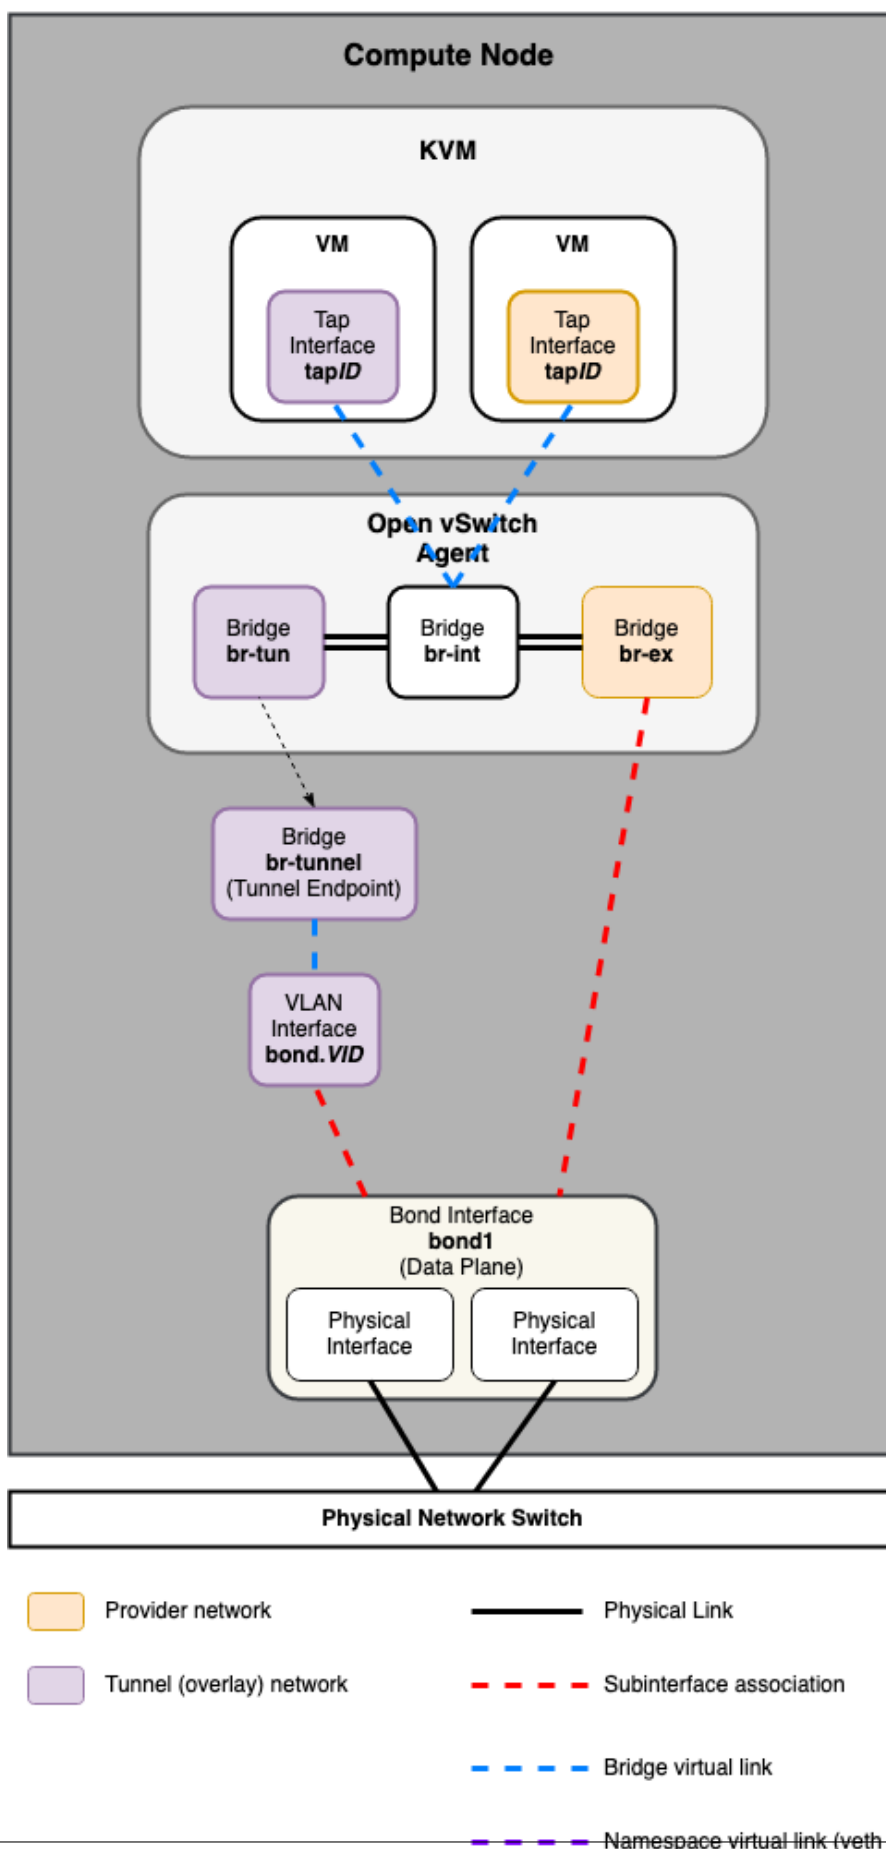 Compute Node
KVM
VM
Tap
Interface
tapID
VM
Tap
Interface
tapID
Open vSwitch
Agent
Bridge
br-tun
Bridge
br-int
Bridge
br-ex
Bridge
br-tunnel
(Tunnel Endpoint)
VLAN
Interface
bond.VID
Bond Interface
bond1
(Data Plane)
Physical
Interface
Physical
Interface
Physical Network Switch
Provider network
Physical Link
Tunnel (overlay) network
Subinterface association
Bridge virtual link
Namespace virtual link (veth